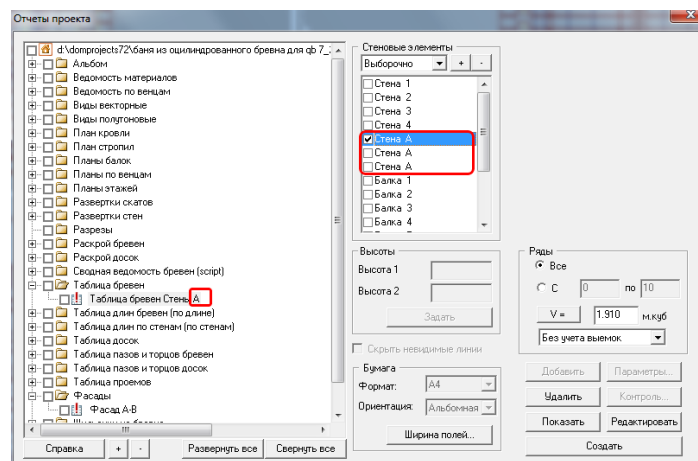 Отчеты проекта
d:\domprojects72\баня из оцилиндрованного бревна для qb 7_
Альбом
Ведомость материалов
Ведомость по венцам
Виды векторные
Виды полутоновые
План кровли
План стропил
Планы балок
Планы по венцам
Планы этажей
Развертки скатов
Развертки стен
Разрезы
Раскрой бревен
Раскрой досок
Сводная ведомость бревен (script)
Таблица бревен
Таблица бревен Стены А
Таблица длин бревен (по длине)
Таблица длин по стенам (по стенам)
Таблица досок
Таблица пазов и торцов бревен
Таблица пазов и торцов досок
Таблица проемов
Фасады
Фасад А-В
Справка
+
-
Развернуть все
Свернуть все
Стеновые элементы
Выборочно
+
-
Стена 1
Стена 2
Стена 3
Стена 4
Стена А
Стена А
Стена А
Балка 1
Балка 2
Балка 3
Балка 4
Высоты
Высота 1
Высота 2
Задать
Скрыть невидимые линии
Бумага
Формат:
А4
Ориентация:
Альбомная
Ширина полей...
Ряды
Все
С
0
по
10
V =
1.910
м.куб
Без учета выемок
Добавить
Параметры...
Удалить
Контроль...
Показать
Редактировать
Создать